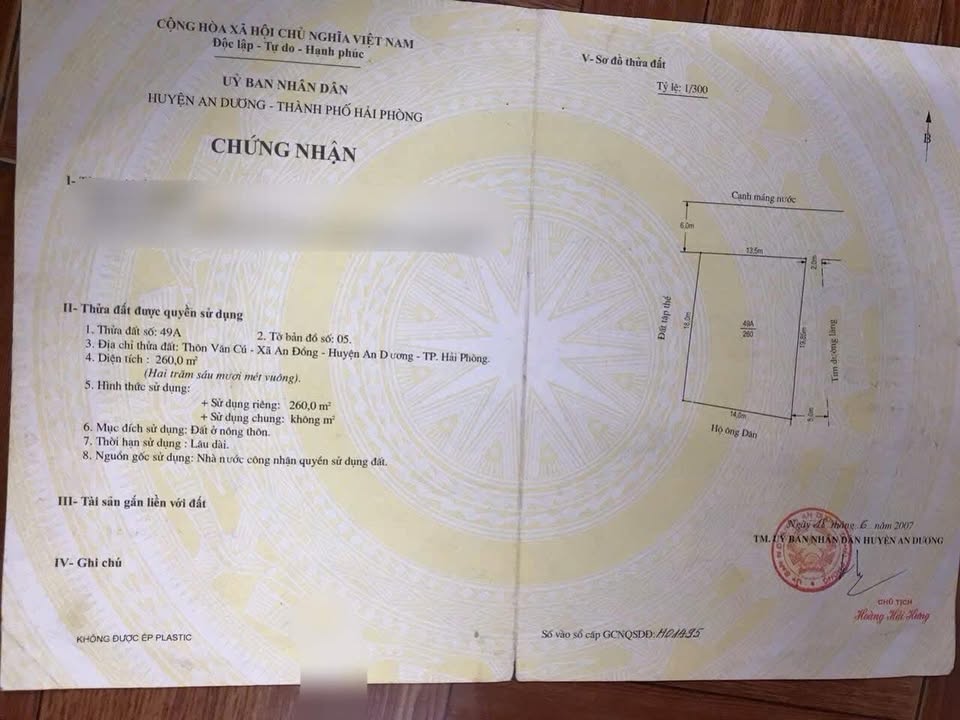 CỘNG HÒA XÃ HỘI CHỦ NGHĨA VIỆT NAM
Độc lập - Tự do - Hạnh phúc
UỶ BAN NHÂN DÂN
HUYỆN AN DƯƠNG - THÀNH PHỐ HẢI PHÒNG
CHỨNG NHẬN
I-
II- Thửa đất được quyền sử dụng
1. Thửa đất số: 49A 2. Tờ bản đồ số: 05.
3. Địa chỉ thửa đất: Thôn Văn Cú - Xã An Đồng - Huyện An Dương - TP. Hải Phòng.
4. Diện tích : 260,0 m²
(Hai trăm sáu mươi mét vuông).
5. Hình thức sử dụng:
+ Sử dụng riêng: 260,0 m²
+ Sử dụng chung: không m²
6. Mục đích sử dụng: Đất ở nông thôn.
7. Thời hạn sử dụng : Lâu dài.
8. Nguồn gốc sử dụng: Nhà nước công nhận quyền sử dụng đất.
III- Tài sản gắn liền với đất
IV- Ghi chú
KHÔNG ĐƯỢC ÉP PLASTIC
V- Sơ đồ thửa đất
Tỷ lệ: 1/300
B
Cạnh máng nước
6,0m
13,5m
2,0m
Đất tập thể
18,0m
49A
260
19,85m
Tim đường làng
14,0m
5,0m
Hộ ông Dân
Ngày tháng 6 năm 2007
TM. UỶ BAN NHÂN DÂN HUYỆN AN DƯƠNG
CHỦ TỊCH
Hoàng Hải Hưng
Số vào sổ cấp GCNQSDĐ: H01495